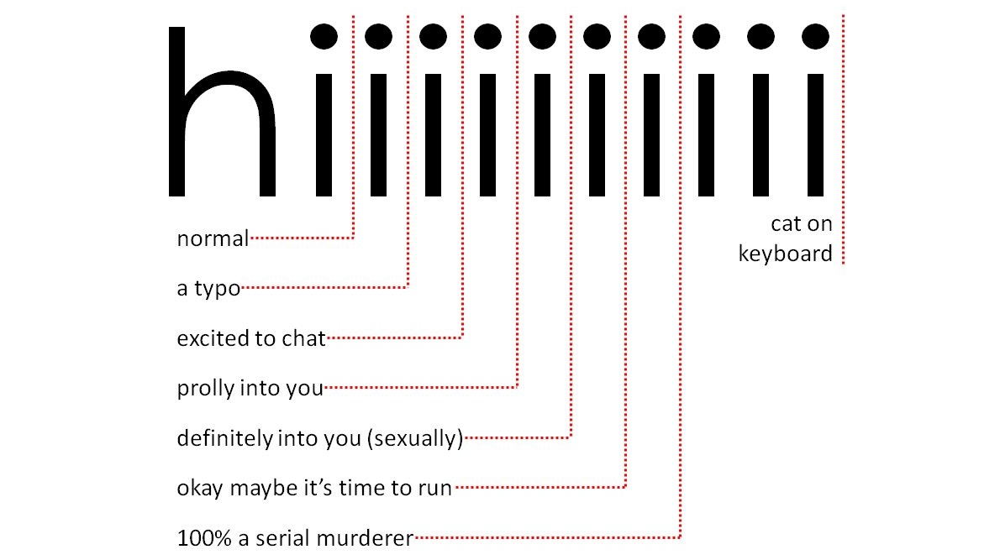 hiiiiiiiiii
normal
a typo
excited to chat
prolly into you
definitely into you (sexually)
okay maybe it’s time to run
100% a serial murderer
cat on
keyboard